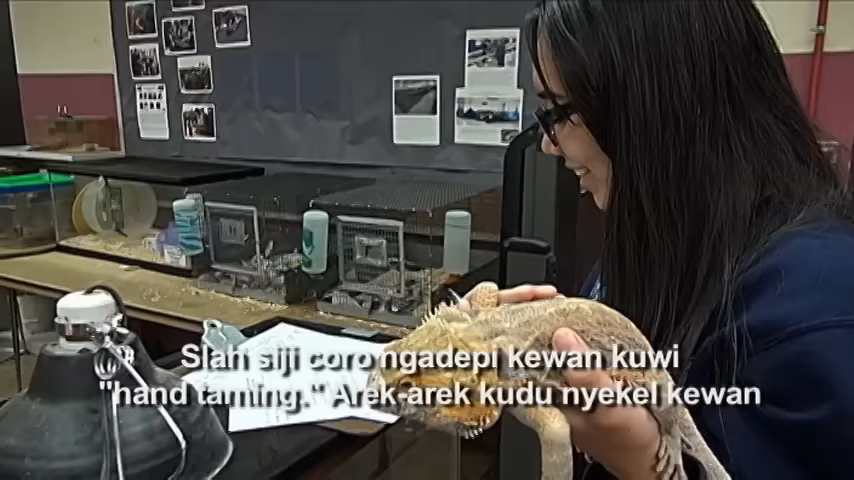 Slah siji coro ngadepi kewan kuwi
"hand taming." Arek-arek kudu nyekel kewan